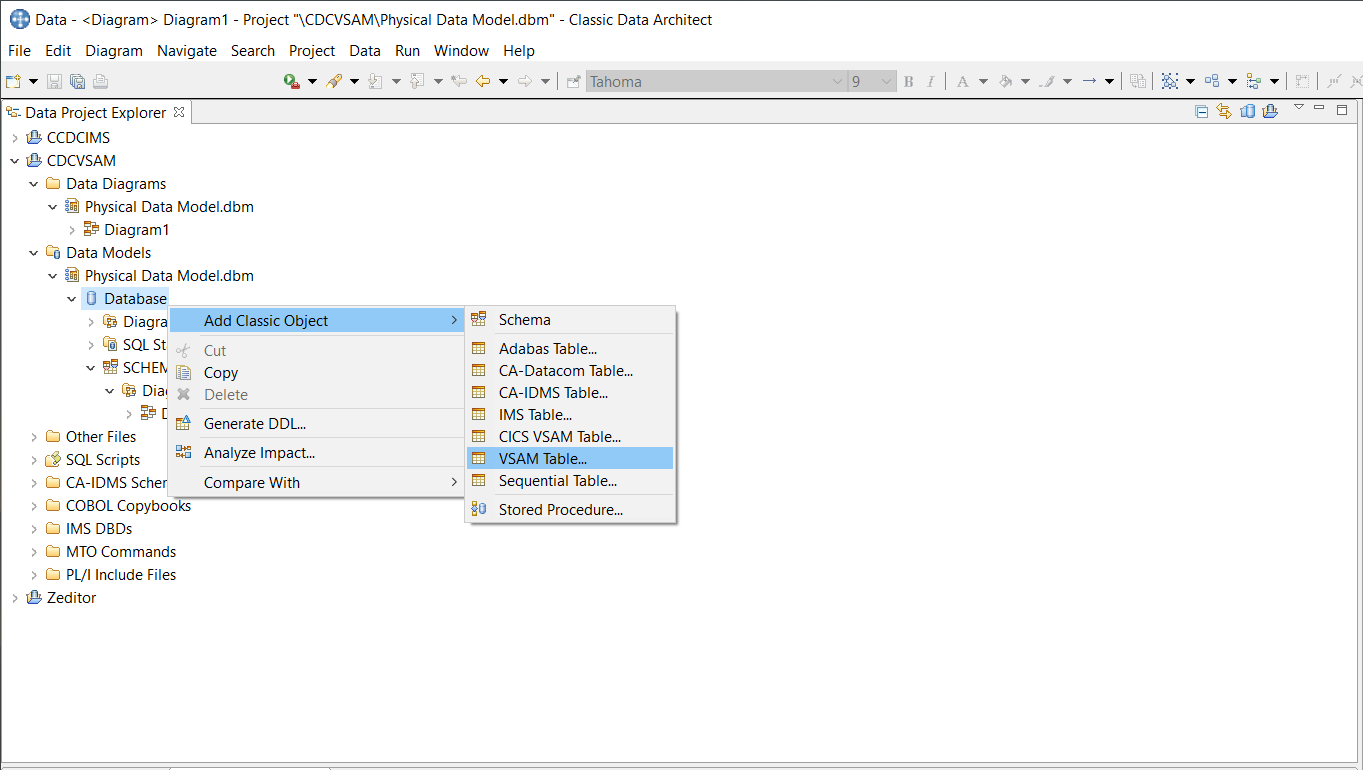 Data - <Diagram> Diagram1 - Project "\CDCVSAM\Physical Data Model.dbm" - Classic Data Architect
File Edit Diagram Navigate Search Project Data Run Window Help
Tahoma 9 B I A
Data Project Explorer
CCDCIMS
CDCVSAM
Data Diagrams
Physical Data Model.dbm
Diagram1
Data Models
Physical Data Model.dbm
Database
Diagra
SQL St
SCHEM
Diag
D
Other Files
SQL Scripts
CA-IDMS Schem
COBOL Copybooks
IMS DBDs
MTO Commands
PL/I Include Files
Zeditor
Add Classic Object
Cut
Copy
Delete
Generate DDL...
Analyze Impact...
Compare With
Schema
Adabas Table...
CA-Datacom Table...
CA-IDMS Table...
IMS Table...
CICS VSAM Table...
VSAM Table...
Sequential Table...
Stored Procedure...